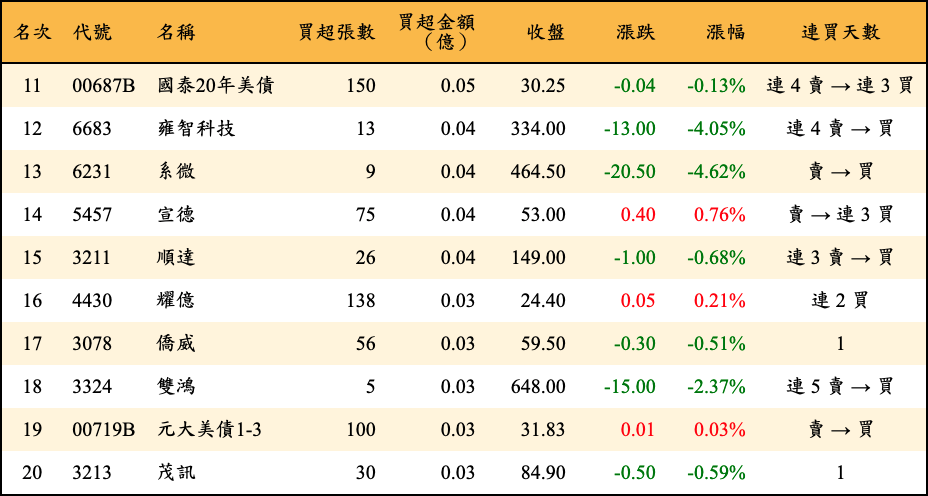 名次 代號 名稱 買超張數 買超金額（億） 收盤 漲跌 漲幅 連買天數
11 00687B 國泰20年美債 150 0.05 30.25 -0.04 -0.13% 連 4 賣 → 連 3 買
12 6683 雍智科技 13 0.04 334.00 -13.00 -4.05% 連 4 賣 → 買
13 6231 系微 9 0.04 464.50 -20.50 -4.62% 賣 → 買
14 5457 宣德 75 0.04 53.00 0.40 0.76% 賣 → 連 3 買
15 3211 順達 26 0.04 149.00 -1.00 -0.68% 連 3 賣 → 買
16 4430 耀億 138 0.03 24.40 0.05 0.21% 連 2 買
17 3078 僑威 56 0.03 59.50 -0.30 -0.51% 1
18 3324 雙鴻 5 0.03 648.00 -15.00 -2.37% 連 5 賣 → 買
19 00719B 元大美債1-3 100 0.03 31.83 0.01 0.03% 賣 → 買
20 3213 茂訊 30 0.03 84.90 -0.50 -0.59% 1